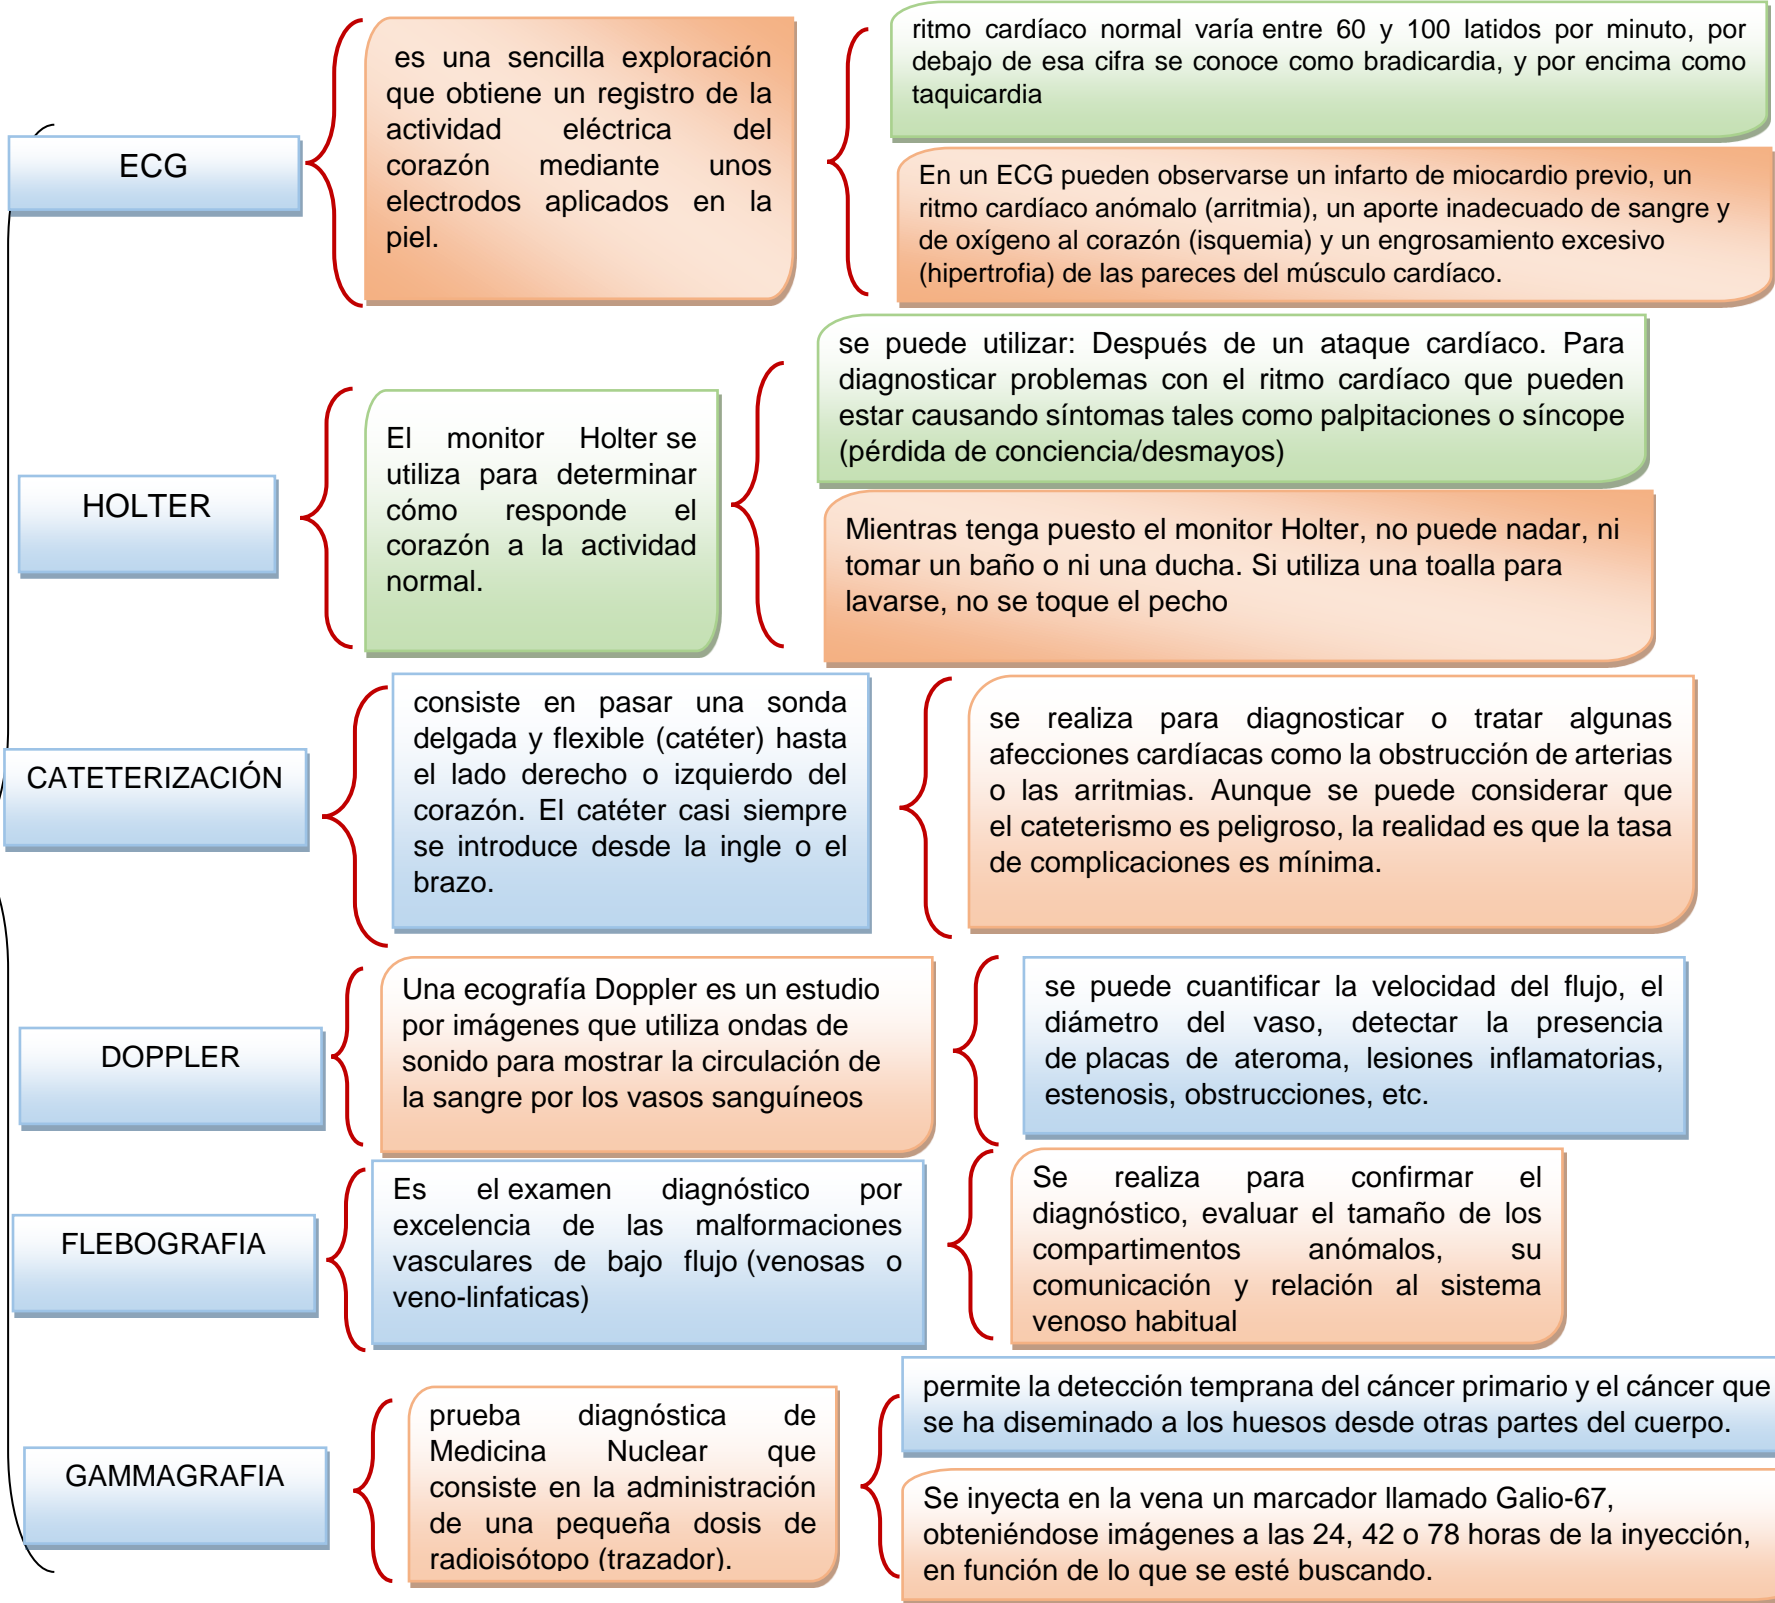 ECG
es una sencilla exploración
que obtiene un registro de la
actividad eléctrica del
corazón mediante unos
electrodos aplicados en la
piel.
ritmo cardíaco normal varía entre 60 y 100 latidos por minuto, por
debajo de esa cifra se conoce como bradicardia, y por encima como
taquicardia
En un ECG pueden observarse un infarto de miocardio previo, un
ritmo cardíaco anómalo (arritmia), un aporte inadecuado de sangre y
de oxígeno al corazón (isquemia) y un engrosamiento excesivo
(hipertrofia) de las pareces del músculo cardíaco.
HOLTER
El monitor Holter se
utiliza para determinar
cómo responde el
corazón a la actividad
normal.
se puede utilizar: Después de un ataque cardíaco. Para
diagnosticar problemas con el ritmo cardíaco que pueden
estar causando síntomas tales como palpitaciones o síncope
(pérdida de conciencia/desmayos)
Mientras tenga puesto el monitor Holter, no puede nadar, ni
tomar un baño o ni una ducha. Si utiliza una toalla para
lavarse, no se toque el pecho
CATETERIZACIÓN
consiste en pasar una sonda
delgada y flexible (catéter) hasta
el lado derecho o izquierdo del
corazón. El catéter casi siempre
se introduce desde la ingle o el
brazo.
se realiza para diagnosticar o tratar algunas
afecciones cardíacas como la obstrucción de arterias
o las arritmias. Aunque se puede considerar que
el cateterismo es peligroso, la realidad es que la tasa
de complicaciones es mínima.
DOPPLER
Una ecografía Doppler es un estudio
por imágenes que utiliza ondas de
sonido para mostrar la circulación de
la sangre por los vasos sanguíneos
se puede cuantificar la velocidad del flujo, el
diámetro del vaso, detectar la presencia
de placas de ateroma, lesiones inflamatorias,
estenosis, obstrucciones, etc.
FLEBOGRAFIA
Es el examen diagnóstico por
excelencia de las malformaciones
vasculares de bajo flujo (venosas o
veno-linfaticas)
Se realiza para confirmar el
diagnóstico, evaluar el tamaño de los
compartimentos anómalos, su
comunicación y relación al sistema
venoso habitual
GAMMAGRAFIA
prueba diagnóstica de
Medicina Nuclear que
consiste en la administración
de una pequeña dosis de
radioisótopo (trazador).
permite la detección temprana del cáncer primario y el cáncer que
se ha diseminado a los huesos desde otras partes del cuerpo.
Se inyecta en la vena un marcador llamado Galio-67,
obteniéndose imágenes a las 24, 42 o 78 horas de la inyección,
en función de lo que se esté buscando.